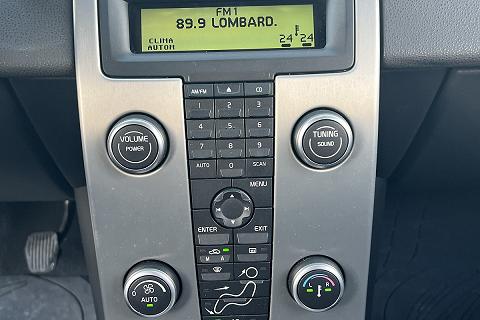 FM1
89.9 LOMBARD.
CLIMA 24 24
AUTOM
AM/FM CD
1 2 3
4 5 6
7 8 9
AUTO 0 SCAN
VOLUME
POWER
TUNING
SOUND
MENU
ENTER EXIT
M A
0
AUTO
L R